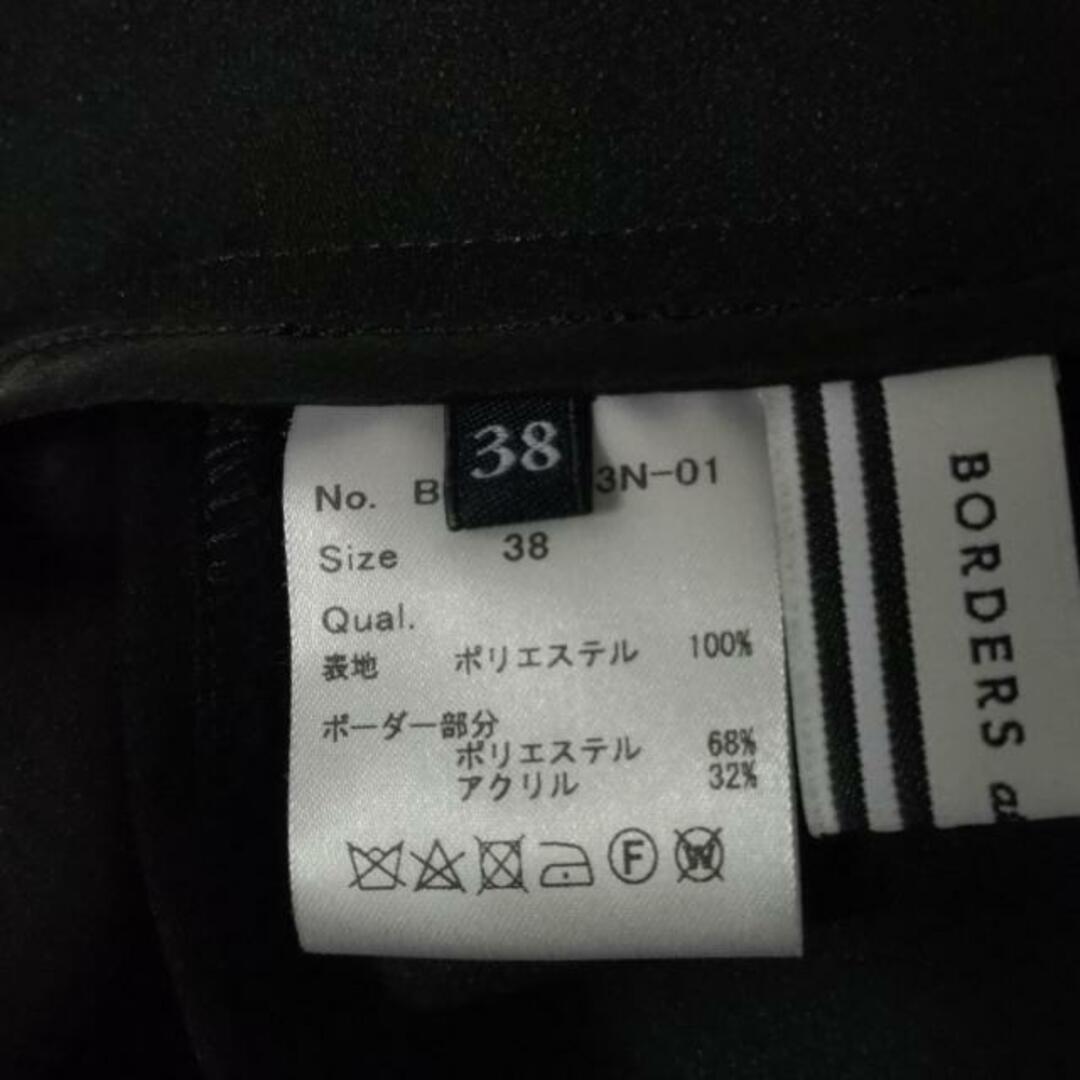 38
No. B 3N-01
Size 38
Qual.
表地 ポリエステル 100%
ボーダー部分
ポリエステル 68%
アクリル 32%
F W
BORDERS